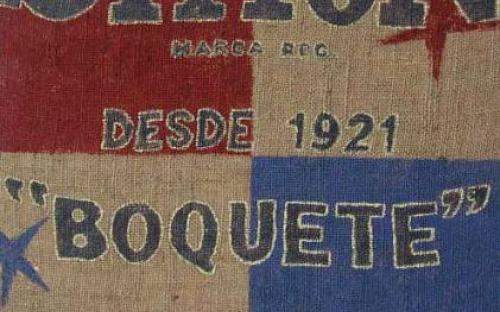 MARCA REG.
DESDE 1921
"BOQUETE"